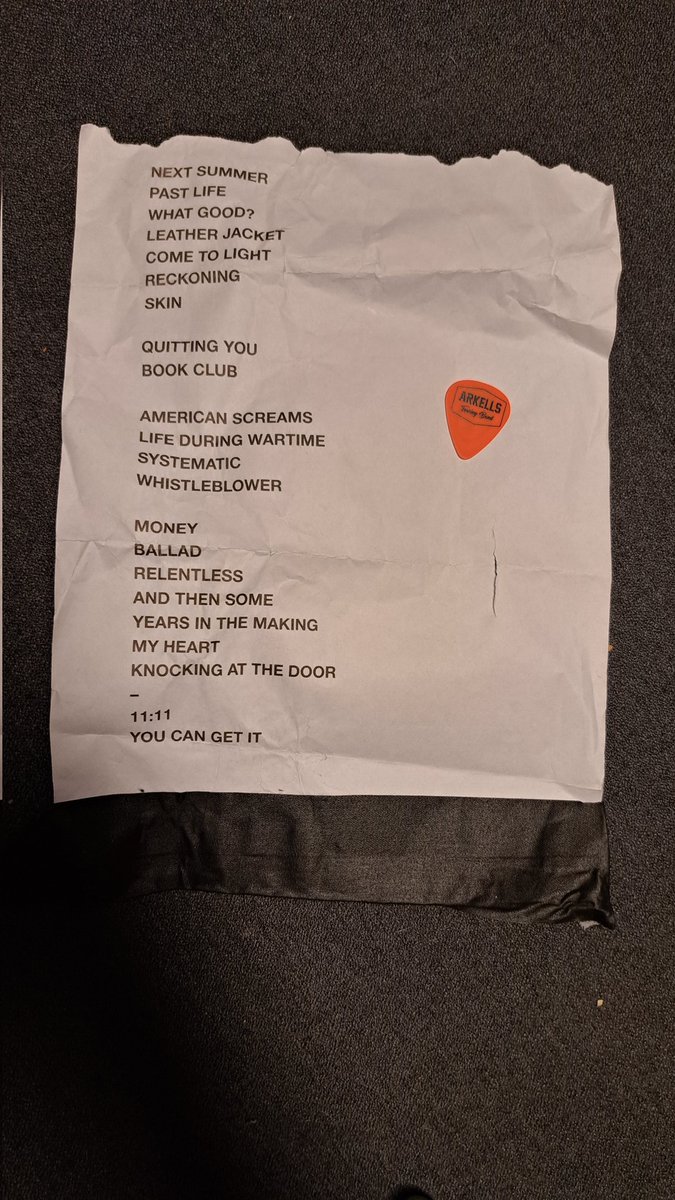 NEXT SUMMER
PAST LIFE
WHAT GOOD?
LEATHER JACKET
COME TO LIGHT
RECKONING
SKIN
QUITTING YOU
BOOK CLUB
ARKELLS
Touring Band
AMERICAN SCREAMS
LIFE DURING WARTIME
SYSTEMATIC
WHISTLEBLOWER
MONEY
BALLAD
RELENTLESS
AND THEN SOME
YEARS IN THE MAKING
MY HEART
KNOCKING AT THE DOOR
–
11:11
YOU CAN GET IT